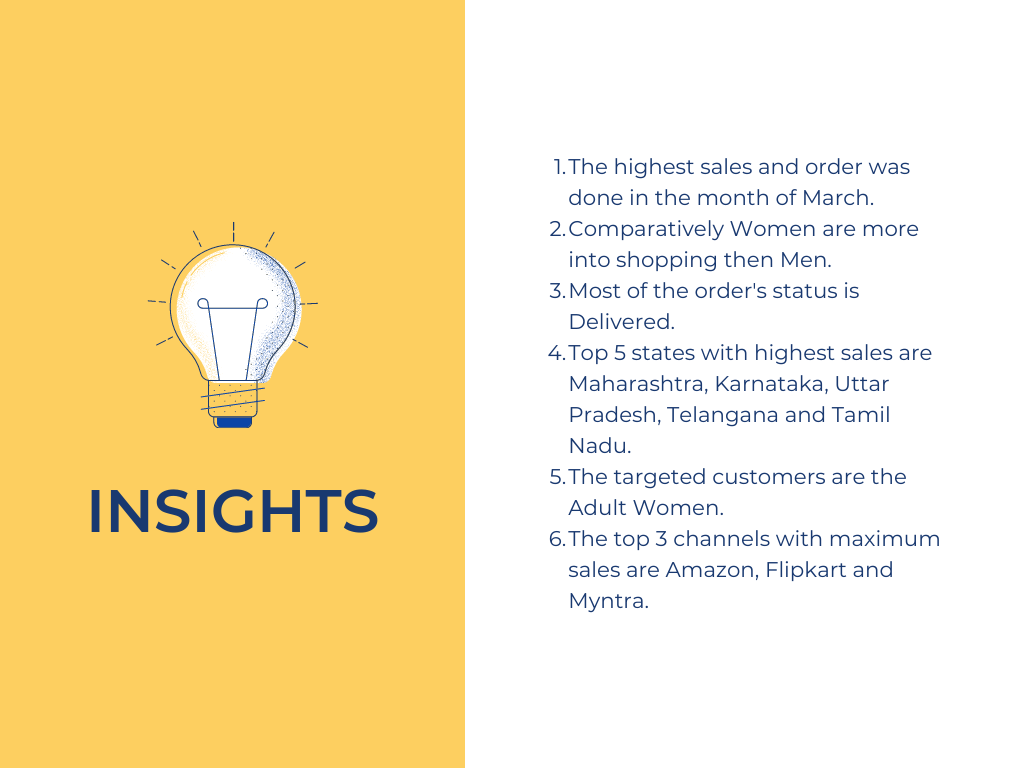 INSIGHTS
1. The highest sales and order was
done in the month of March.
2. Comparatively Women are more
into shopping then Men.
3. Most of the order's status is
Delivered.
4. Top 5 states with highest sales are
Maharashtra, Karnataka, Uttar
Pradesh, Telangana and Tamil
Nadu.
5. The targeted customers are the
Adult Women.
6. The top 3 channels with maximum
sales are Amazon, Flipkart and
Myntra.